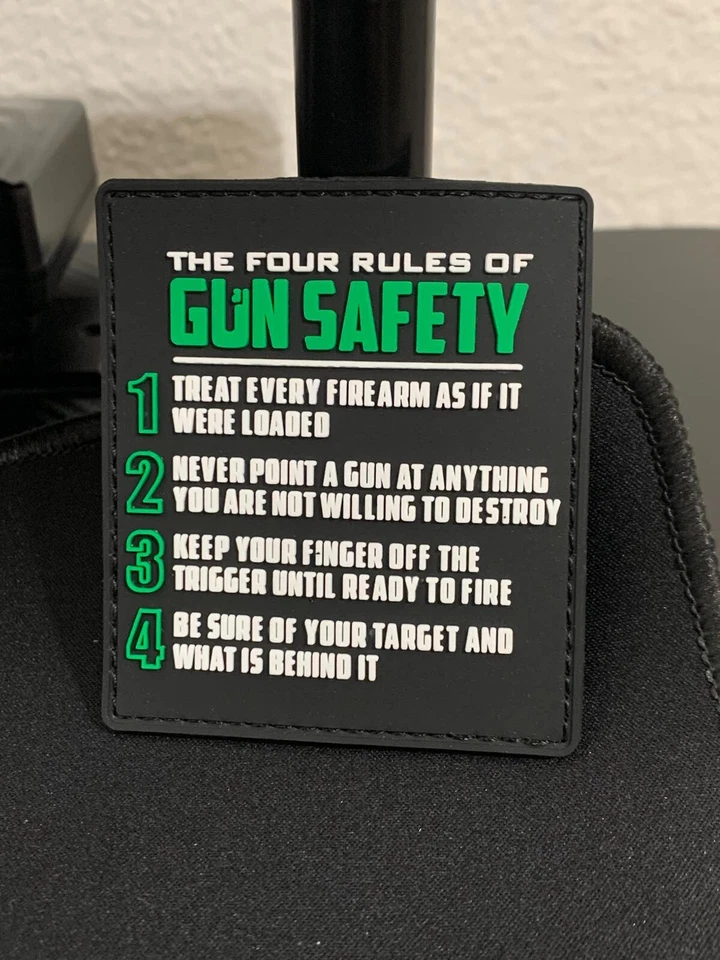 THE FOUR RULES OF
GUN SAFETY
1 TREAT EVERY FIREARM AS IF IT
WERE LOADED
2 NEVER POINT A GUN AT ANYTHING
YOU ARE NOT WILLING TO DESTROY
3 KEEP YOUR FINGER OFF THE
TRIGGER UNTIL READY TO FIRE
4 BE SURE OF YOUR TARGET AND
WHAT IS BEHIND IT